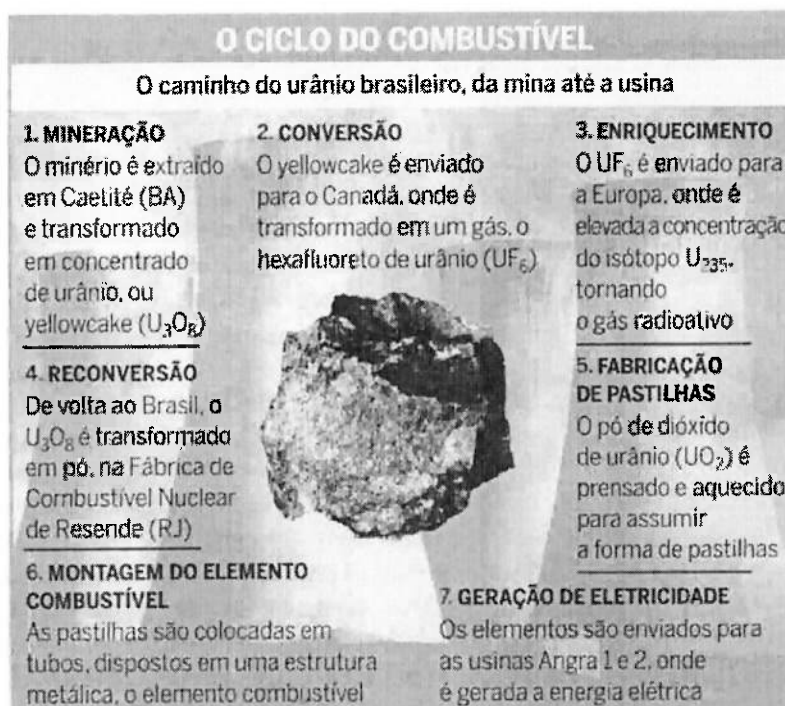 O CICLO DO COMBUSTÍVEL
O caminho do urânio brasileiro, da mina até a usina
1. MINERAÇÃO
O minério é extraído
em Caetité (BA)
e transformado
em concentrado
de urânio, ou
yellowcake (U₃O₈)
2. CONVERSÃO
O yellowcake é enviado
para o Canadá, onde é
transformado em um gás, o
hexafluoreto de urânio (UF₆)
3. ENRIQUECIMENTO
O UF₆ é enviado para
a Europa, onde é
elevada a concentração
do isótopo U₂₃₅,
tornando
o gás radioativo
4. RECONVERSÃO
De volta ao Brasil, o
U₃O₈ é transformado
em pó, na Fábrica de
Combustível Nuclear
de Resende (RJ)
5. FABRICAÇÃO
DE PASTILHAS
O pó de dióxido
de urânio (UO₂) é
prensado e aquecido
para assumir
a forma de pastilhas
6. MONTAGEM DO ELEMENTO
COMBUSTÍVEL
As pastilhas são colocadas em
tubos, dispostos em uma estrutura
metálica, o elemento combustível
7. GERAÇÃO DE ELETRICIDADE
Os elementos são enviados para
as usinas Angra 1 e 2, onde
é gerada a energia elétrica